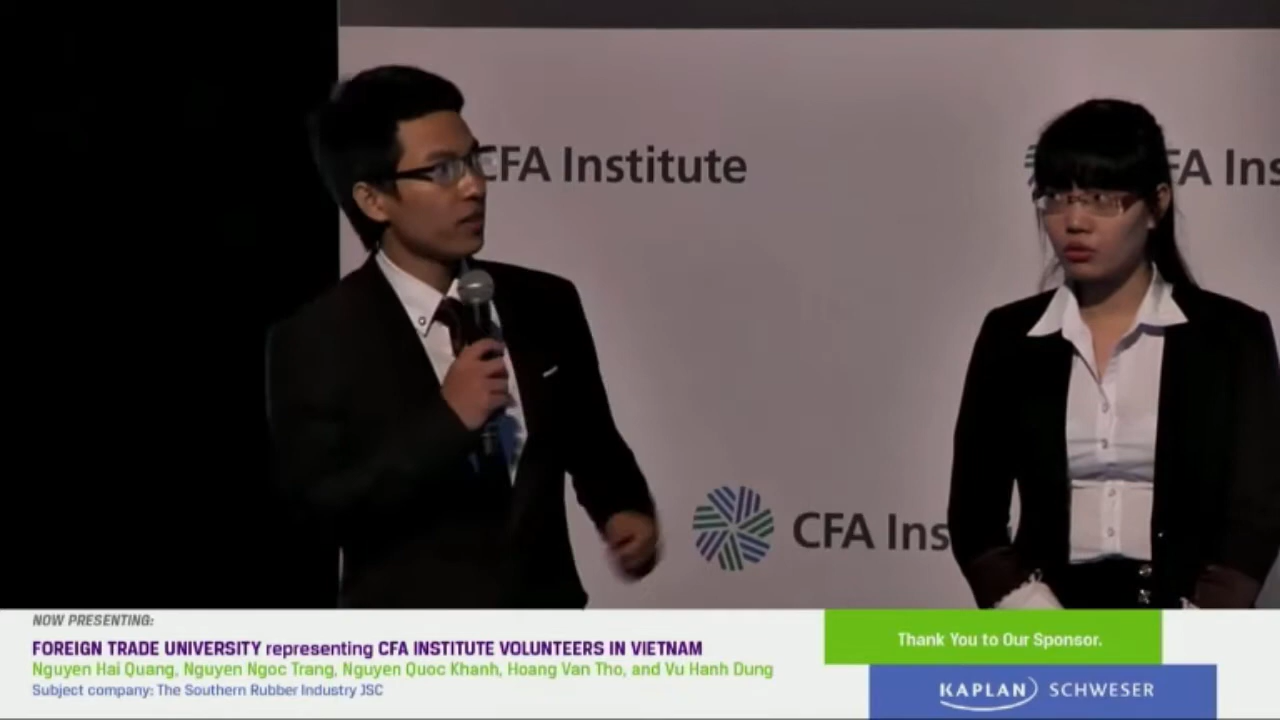 CFA Institute
FA Ins
CFA Ins
NOW PRESENTING:
FOREIGN TRADE UNIVERSITY representing CFA INSTITUTE VOLUNTEERS IN VIETNAM
Nguyen Hai Quang, Nguyen Ngoc Trang, Nguyen Quoc Khanh, Hoang Van Tho, and Vu Hanh Dung
Subject company: The Southern Rubber Industry JSC
Thank You to Our Sponsor.
KAPLAN SCHWESER